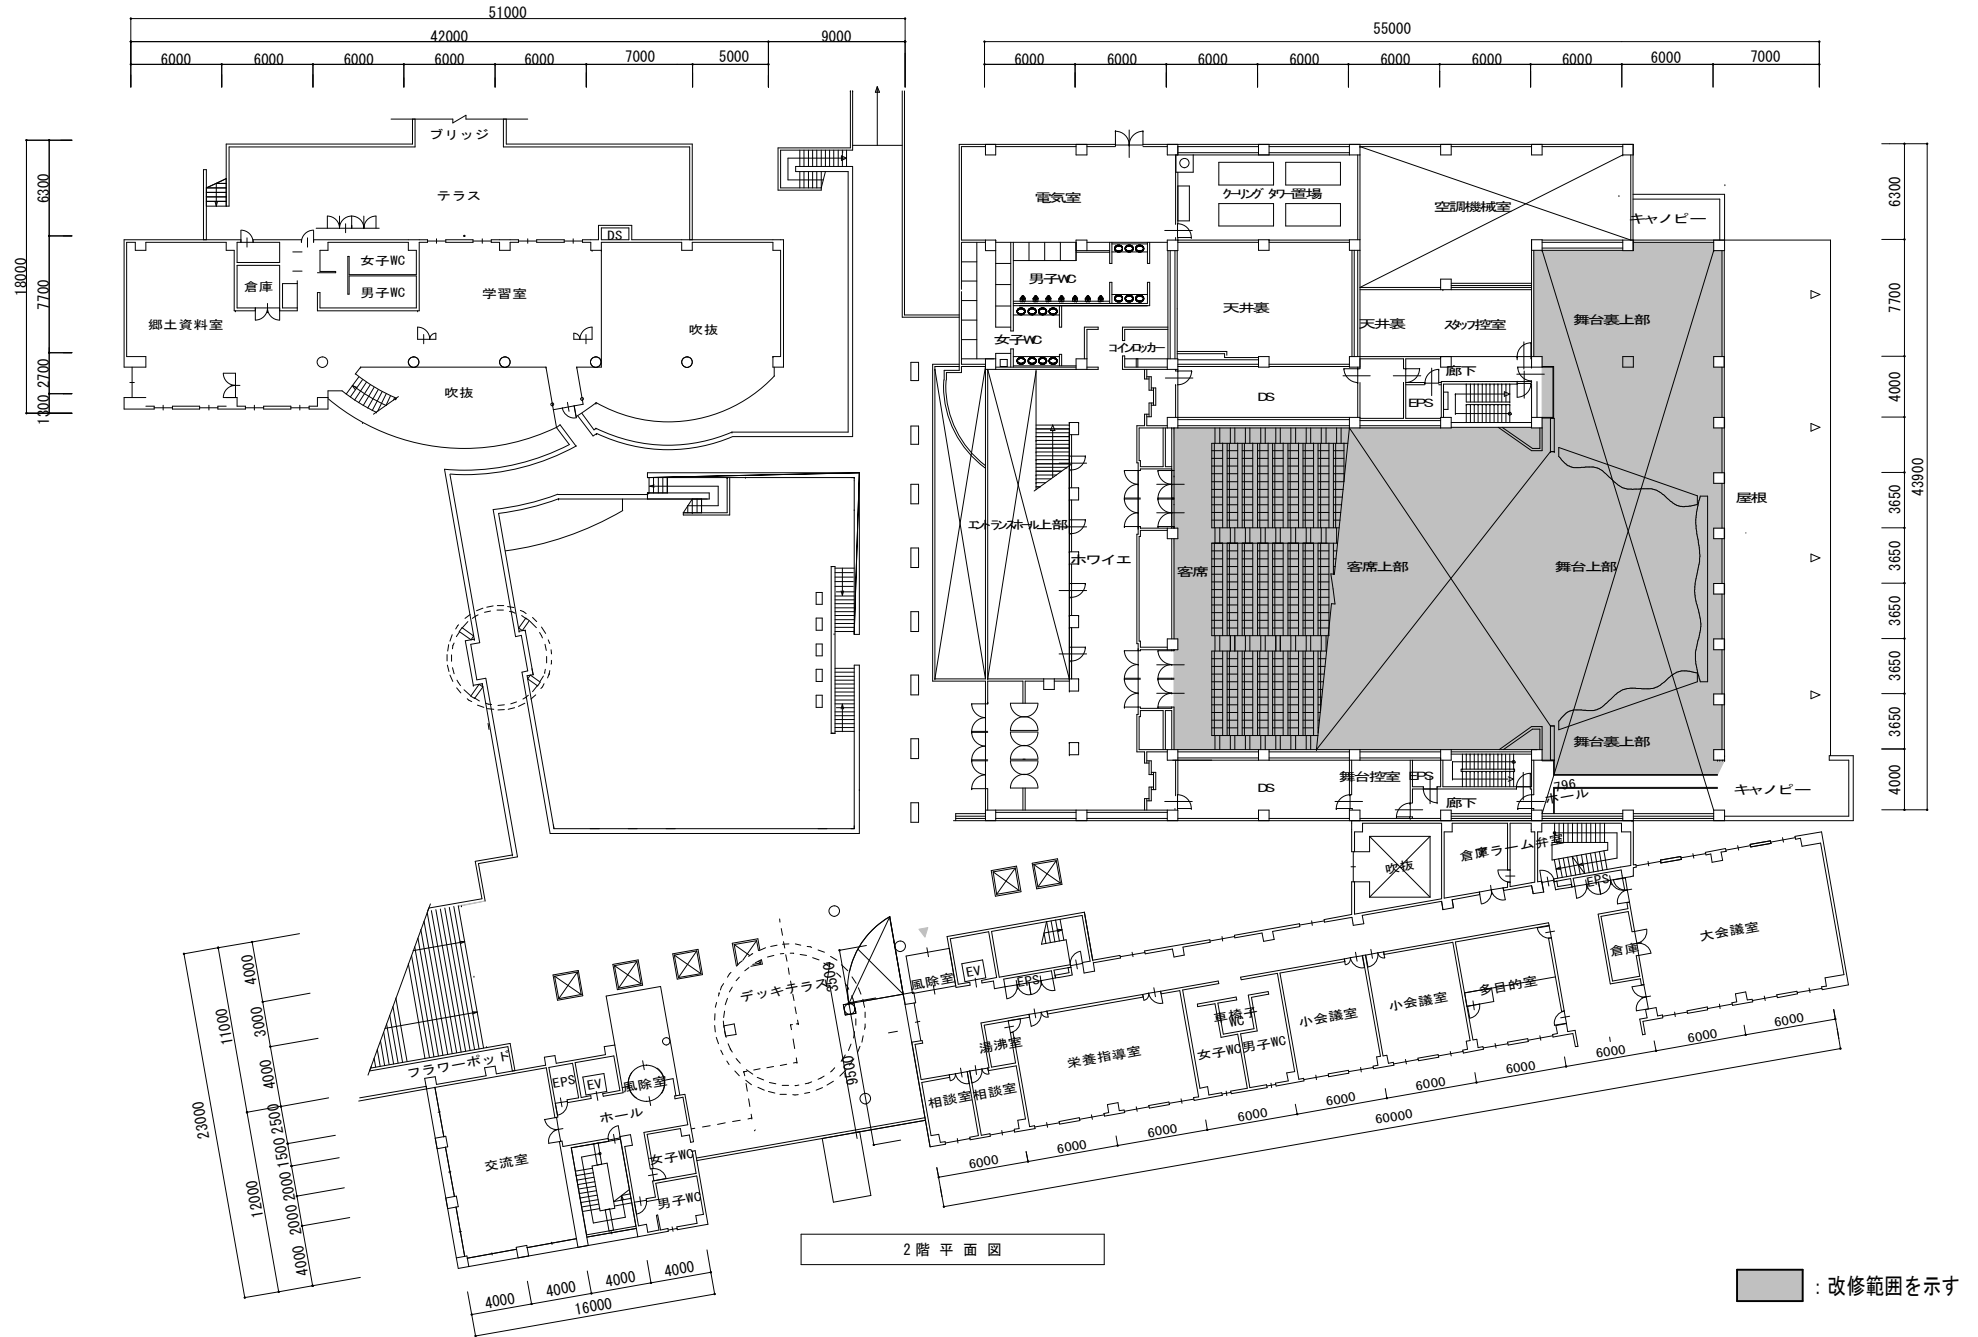 51000
42000
9000
6000
6000
6000
6000
6000
7000
5000
55000
6000
6000
6000
6000
6000
6000
6000
6000
7000
18000
6300
7700
2700
1300
ブリッジ
テラス
DS
女子WC
男子WC
倉庫
学習室
郷土資料室
吹抜
吹抜
電気室
クーリングタワー置場
空調機械室
キャノピー
男子WC
女子WC
コインロッカー
天井裏
天井裏
スタッフ控室
舞台裏上部
廊下
DS
EPS
エントランスホール上部
ホワイエ
客席
客席上部
舞台上部
屋根
舞台裏上部
DS
舞台控室
EPS
廊下
ホール
796
キャノピー
6300
7700
4000
3650
3650
3650
3650
3650
4000
43900
吹抜
倉庫
ラーム弁室
EPS
倉庫
大会議室
デッキテラス
3500
9500
風除室
EV
EPS
湯沸室
相談室
相談室
栄養指導室
車椅子
WC
女子WC
男子WC
小会議室
小会議室
多目的室
フラワーポッド
EPS
EV
風除室
ホール
交流室
女子WC
男子WC
23000
11000
12000
4000
3000
4000
2500
1500
2000
2000
4000
4000
4000
4000
4000
16000
6000
6000
6000
6000
6000
6000
6000
6000
6000
6000
60000
2階平面図
：改修範囲を示す